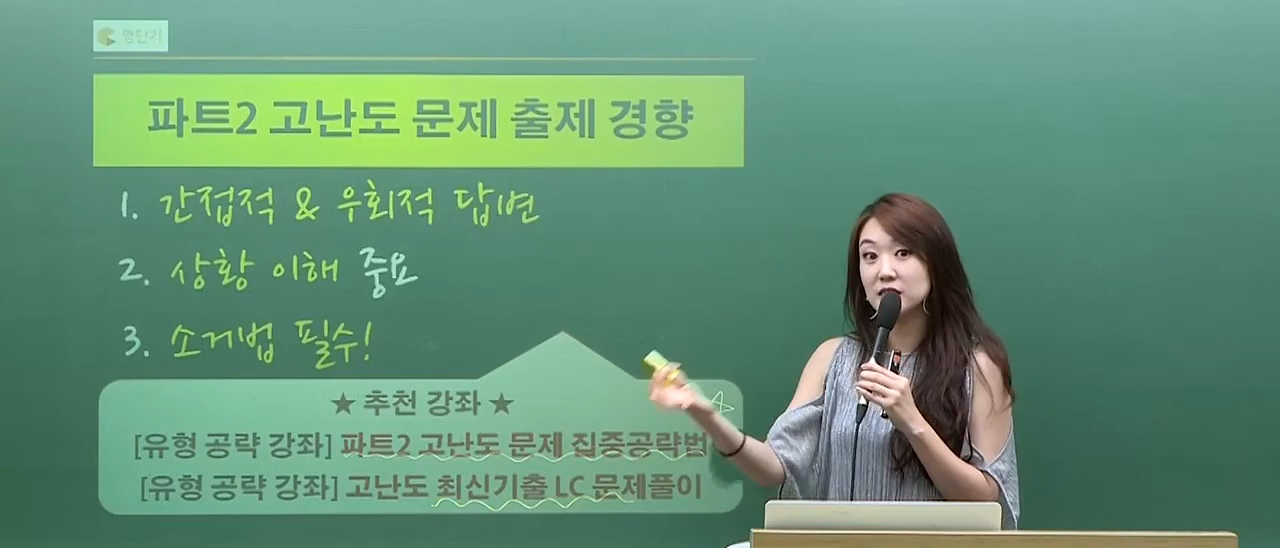 영단기
파트2 고난도 문제 출제 경향
1. 간접적 & 우회적 답변
2. 상황 이해 중요
3. 소거법 필수!
★ 추천 강좌 ★
[유형 공략 강좌] 파트2 고난도 문제 집중공략법
[유형 공략 강좌] 고난도 최신기출 LC 문제풀이